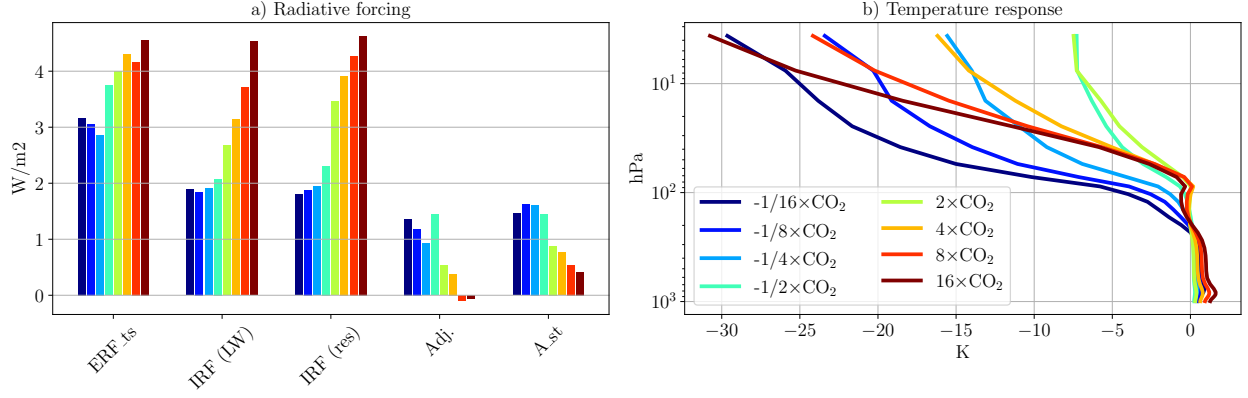 a) Radiative forcing
W/m2
4
3
2
1
0
ERF_ts
IRF (LW)
IRF (res)
Adj.
A_st
b) Temperature response
hPa
10¹
10²
10³
-1/16×CO₂
-1/8×CO₂
-1/4×CO₂
-1/2×CO₂
2×CO₂
4×CO₂
8×CO₂
16×CO₂
−30
−25
−20
−15
−10
−5
0
K